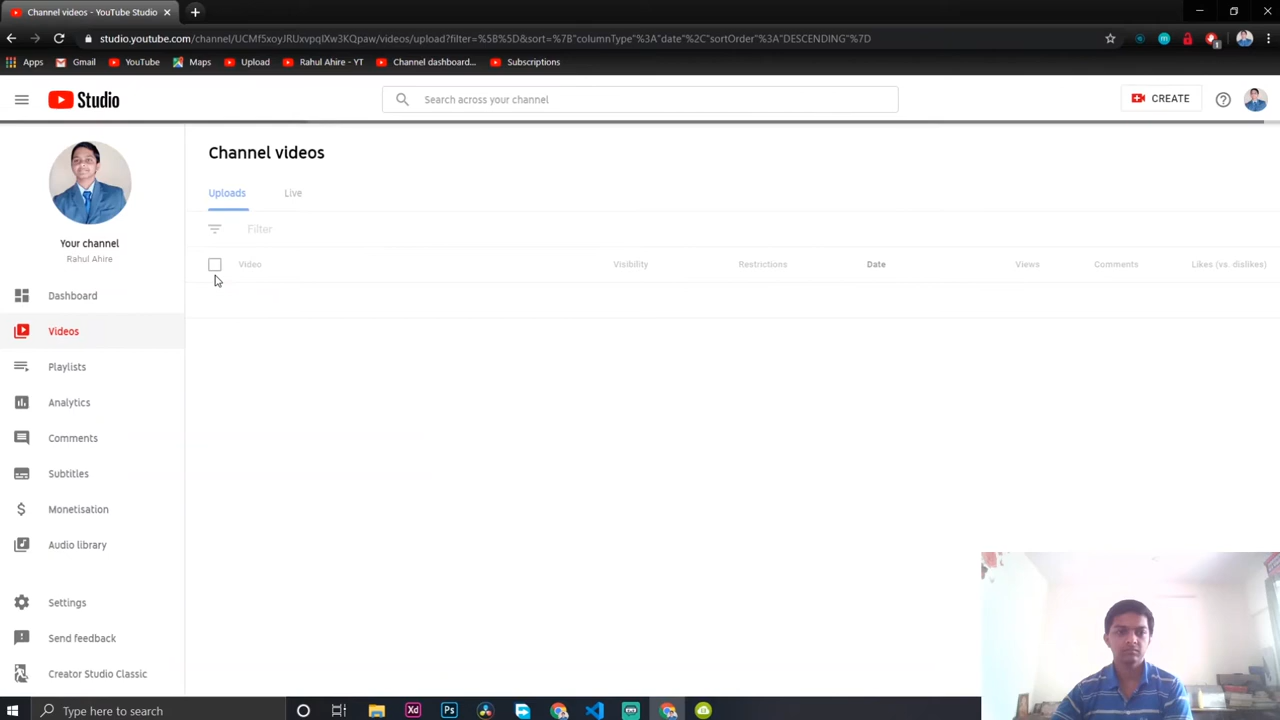 Channel videos - YouTube Studio
studio.youtube.com/channel/UCMf5xoyJRUxvpqIXw3KQpaw/videos/upload?filter=%5B%5D&sort=%7B"columnType"%3A"date"%2C"sortOrder"%3A"DESCENDING"%7D
Apps Gmail YouTube Maps Upload Rahul Ahire - YT Channel dashboard... Subscriptions
Studio
Search across your channel
CREATE
Channel videos
Uploads Live
Filter
Video Visibility Restrictions Date Views Comments Likes (vs. dislikes)
Your channel
Rahul Ahire
Dashboard
Videos
Playlists
Analytics
Comments
Subtitles
Monetisation
Audio library
Settings
Send feedback
Creator Studio Classic
Type here to search
Xd Ps